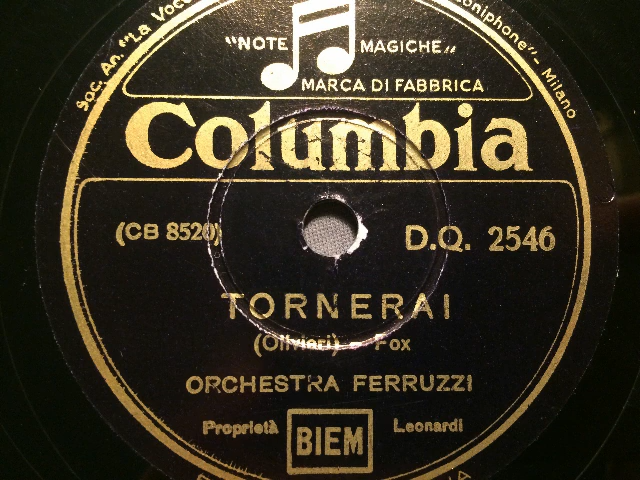 Soc. An. "La Voce
oniphone" - Milano
"NOTE MAGICHE"
MARCA DI FABBRICA
Columbia
(CB 8520) D.Q. 2546
TORNERAI
(Olivieri) - Fox
ORCHESTRA FERRUZZI
Proprietà BIEM Leonardi